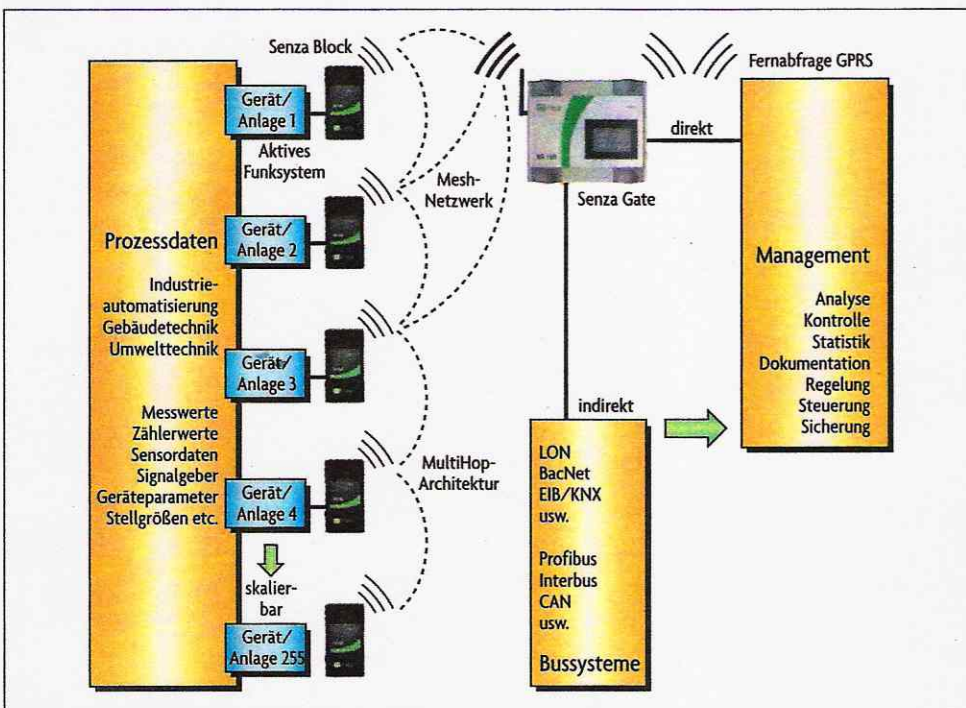 Senza Block
Gerät/
Anlage 1
Aktives
Funksystem
Gerät/
Anlage 2
Prozessdaten
Industrie-
automatisierung
Gebäudetechnik
Umwelttechnik
Gerät/
Anlage 3
Messwerte
Zählerwerte
Sensordaten
Signalgeber
Geräteparameter
Stellgrößen etc.
Gerät/
Anlage 4
skalier-
bar
Gerät/
Anlage 255
Mesh-
Netzwerk
MultiHop-
Architektur
Senza Gate
direkt
indirekt
LON
BacNet
EIB/KNX
usw.
Profibus
Interbus
CAN
usw.
Bussysteme
Fernabfrage GPRS
Management
Analyse
Kontrolle
Statistik
Dokumentation
Regelung
Steuerung
Sicherung